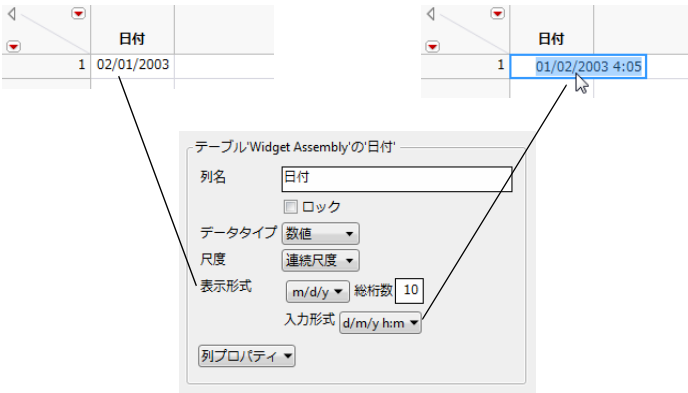 日付
1 02/01/2003
日付
1 01/02/2003 4:05
テーブル'Widget Assembly'の'日付'
列名 日付
ロック
データタイプ 数値
尺度 連続尺度
表示形式 m/d/y 総桁数 10
入力形式 d/m/y h:m
列プロパティ